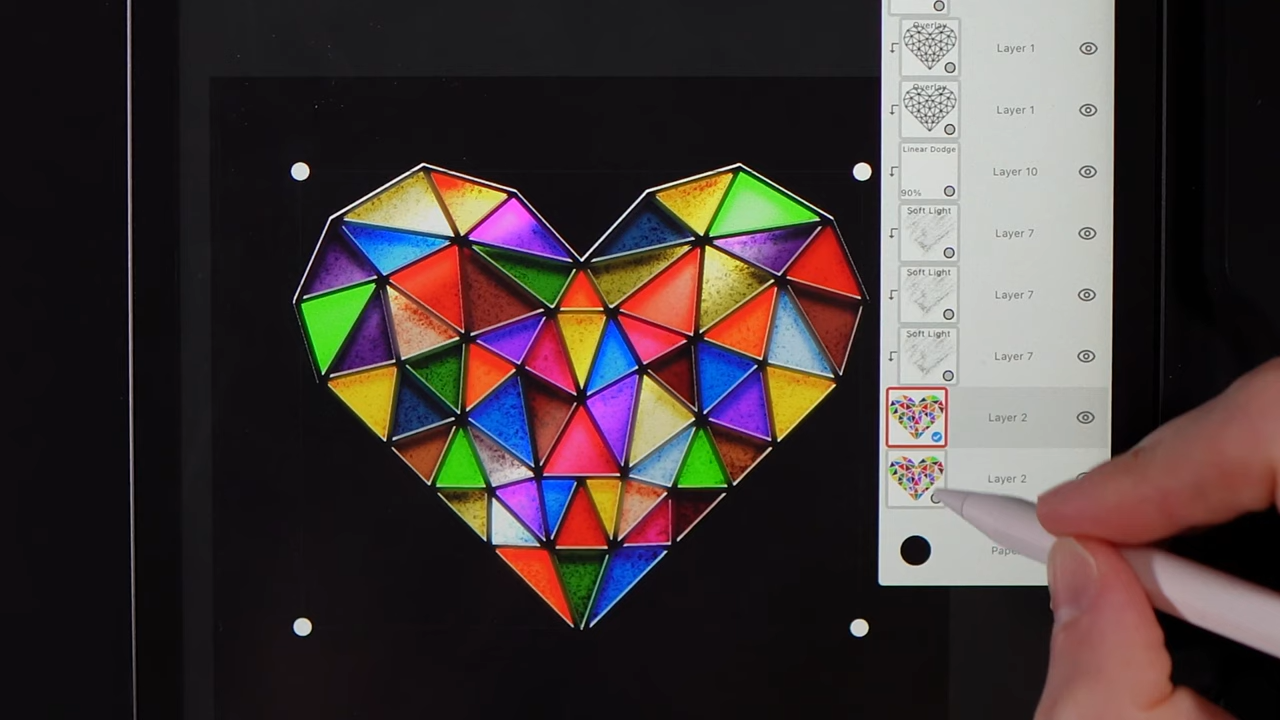 Overlay
Layer 1
Overlay
Layer 1
Linear Dodge
Layer 10
90%
Soft Light
Layer 7
Soft Light
Layer 7
Soft Light
Layer 7
Layer 2
Layer 2